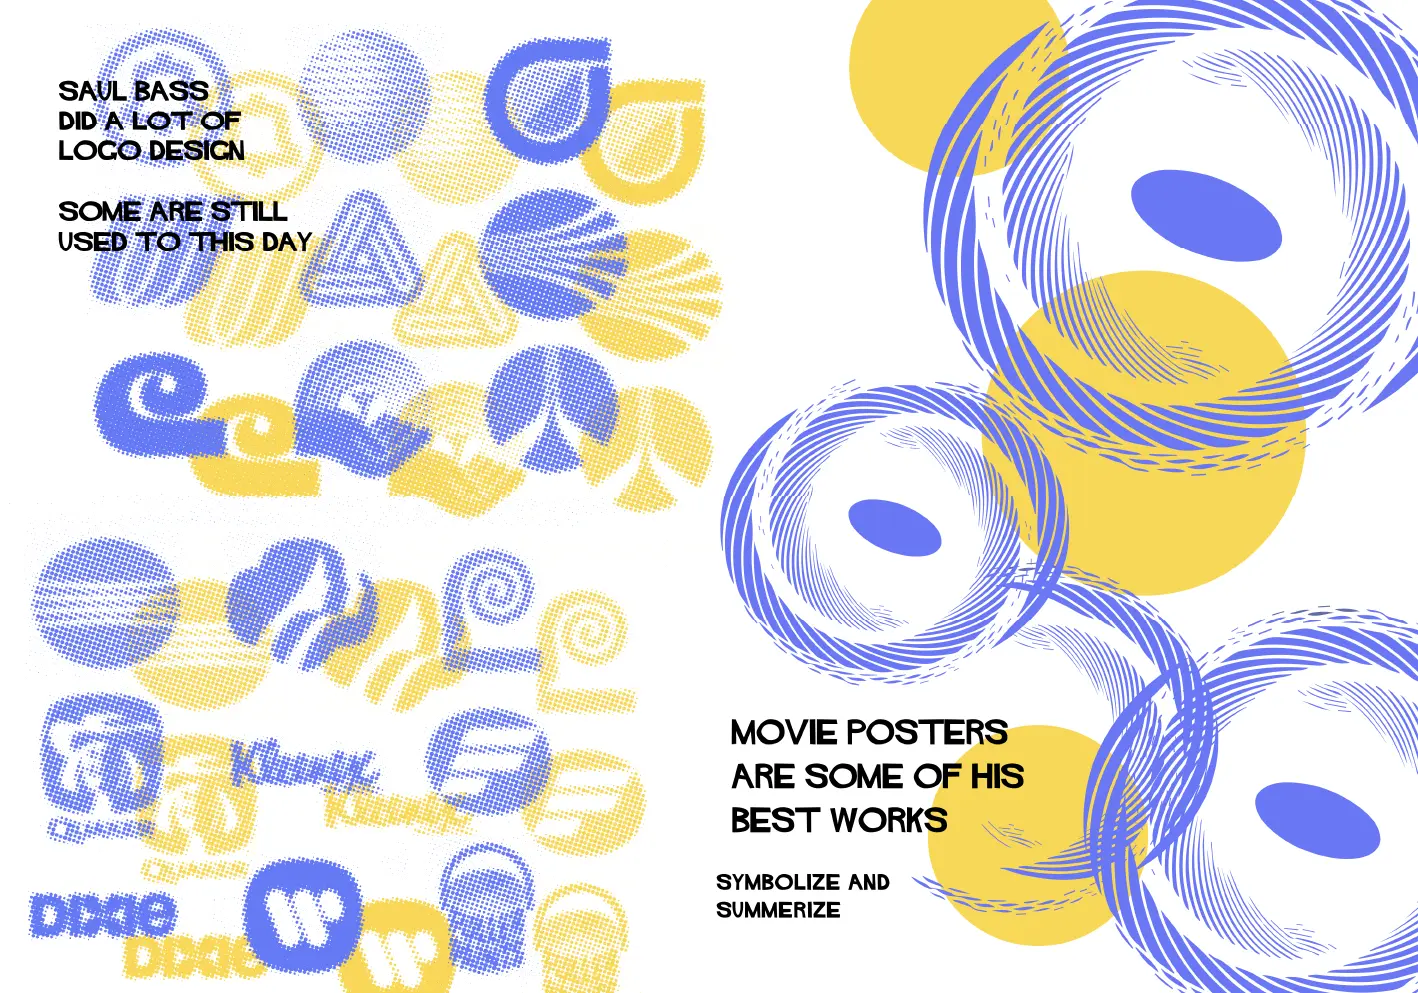 SAUL BASS
DID A LOT OF
LOGO DESIGN
SOME ARE STILL
USED TO THIS DAY
DIXIE
DIXIE
MOVIE POSTERS
ARE SOME OF HIS
BEST WORKS
SYMBOLIZE AND
SUMMERIZE